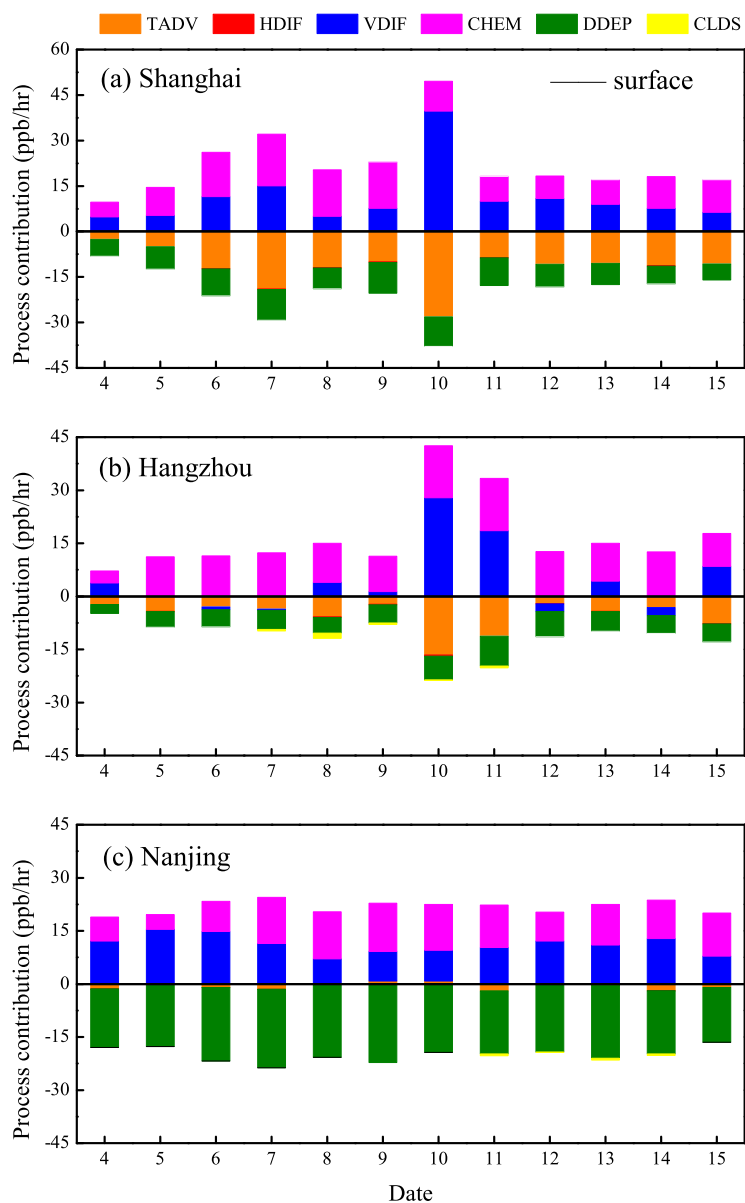 TADV HDIF VDIF CHEM DDEP CLDS
(a) Shanghai
surface
Process contribution (ppb/hr)
60
45
30
15
0
-15
-30
-45
4 5 6 7 8 9 10 11 12 13 14 15
(b) Hangzhou
Process contribution (ppb/hr)
45
30
15
0
-15
-30
-45
4 5 6 7 8 9 10 11 12 13 14 15
(c) Nanjing
Process contribution (ppb/hr)
45
30
15
0
-15
-30
-45
4 5 6 7 8 9 10 11 12 13 14 15
Date